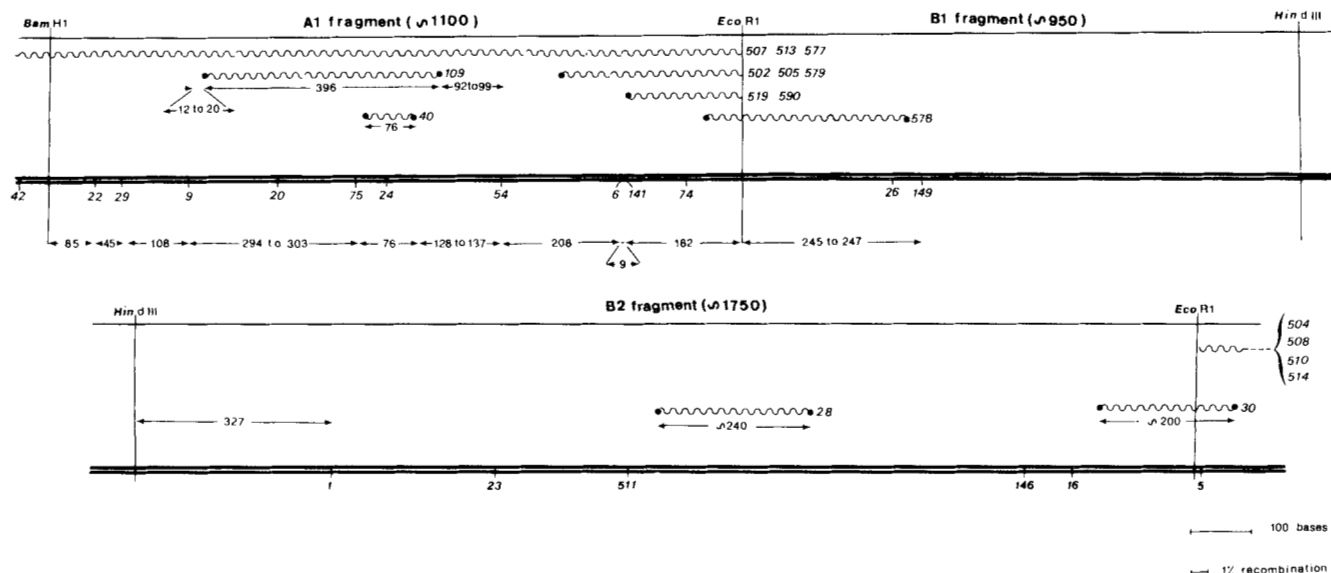 Bam H1 A1 fragment (∽1100) Eco R1 B1 fragment (∽950) Hind III
507 513 577
109 502 505 579
396 92to99 519 590
12 to 20
40 578
76
42 22 29 9 20 75 24 54 6 141 74 26 149
85 45 108 294 to 303 76 128 to 137 208 182 245 to 247
9
Hind III B2 fragment (∽1750) Eco R1
504
508
510
514
327 28 30
∽240 ∽200
1 23 511 146 16 5
100 bases
1% recombination